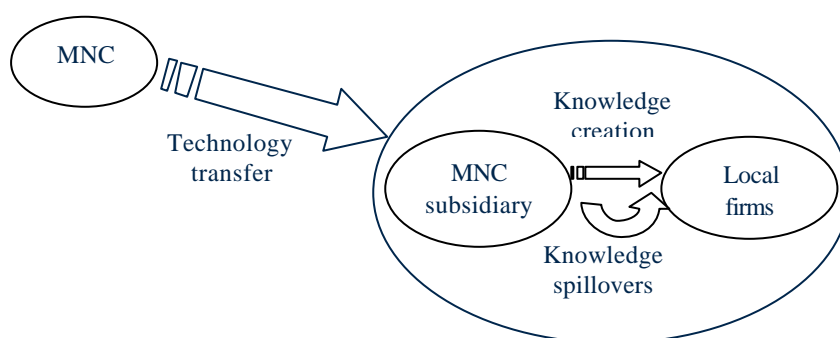 MNC
Technology
transfer
Knowledge
creation
MNC
subsidiary
Local
firms
Knowledge
spillovers